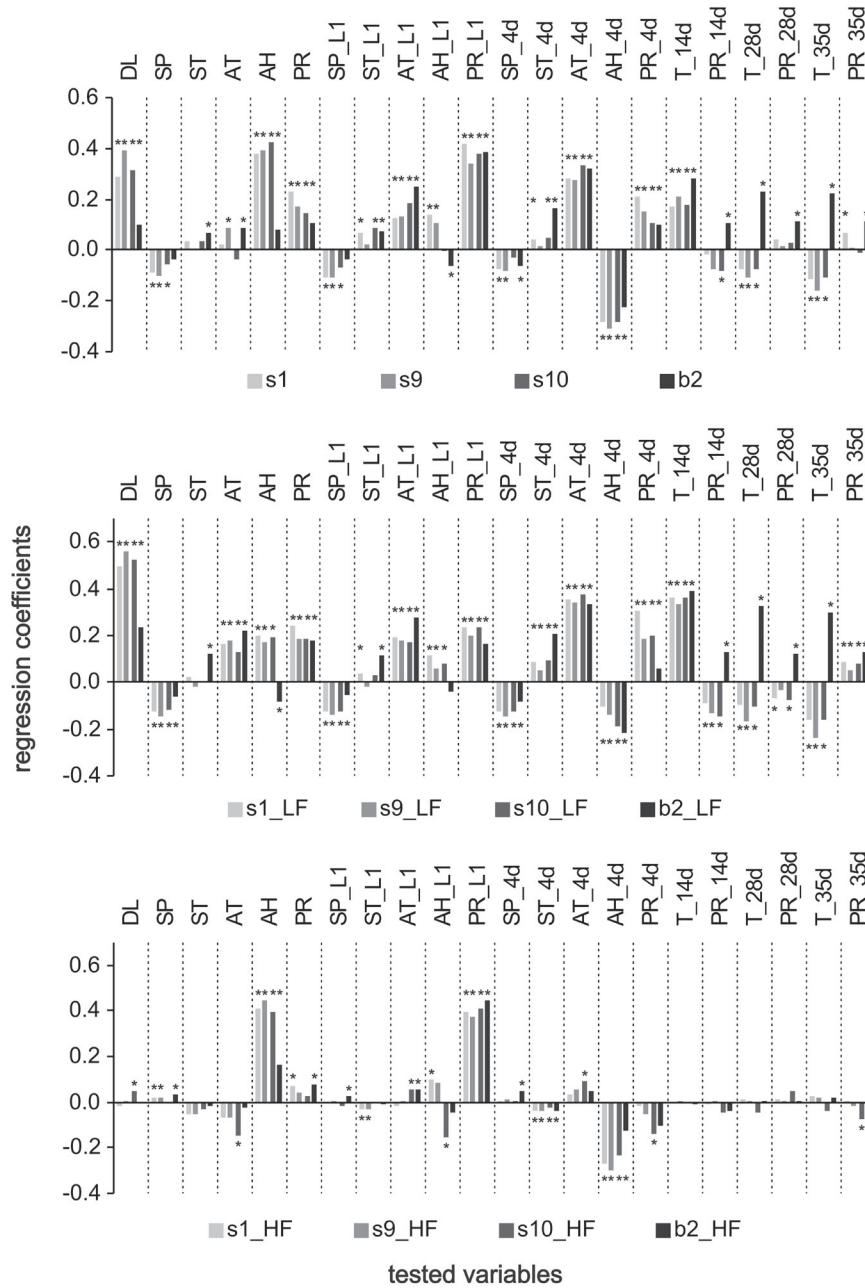 DL SP ST AT AH PR SP_L1 ST_L1 AT_L1 AH_L1 PR_L1 SP_4d ST_4d AT_4d AH_4d PR_4d T_14d PR_14d T_28d PR_28d T_35d PR_35d
0.6
** ** ** ** ** ** ** ** ** ** ** ** ** ** * * * * * ** ** * ** * * * * *
0.4
0.2
0.0
-0.2
-0.4
s1 s9 s10 b2
DL SP ST AT AH PR SP_L1 ST_L1 AT_L1 AH_L1 PR_L1 SP_4d ST_4d AT_4d AH_4d PR_4d T_14d PR_14d T_28d PR_28d T_35d PR_35d
0.6
0.4
0.2
0.0
-0.2
-0.4
regression coefficients
s1_LF s9_LF s10_LF b2_LF
DL SP ST AT AH PR SP_L1 ST_L1 AT_L1 AH_L1 PR_L1 SP_4d ST_4d AT_4d AH_4d PR_4d T_14d PR_14d T_28d PR_28d T_35d PR_35d
0.6
0.4
0.2
0.0
-0.2
-0.4
s1_HF s9_HF s10_HF b2_HF
tested variables